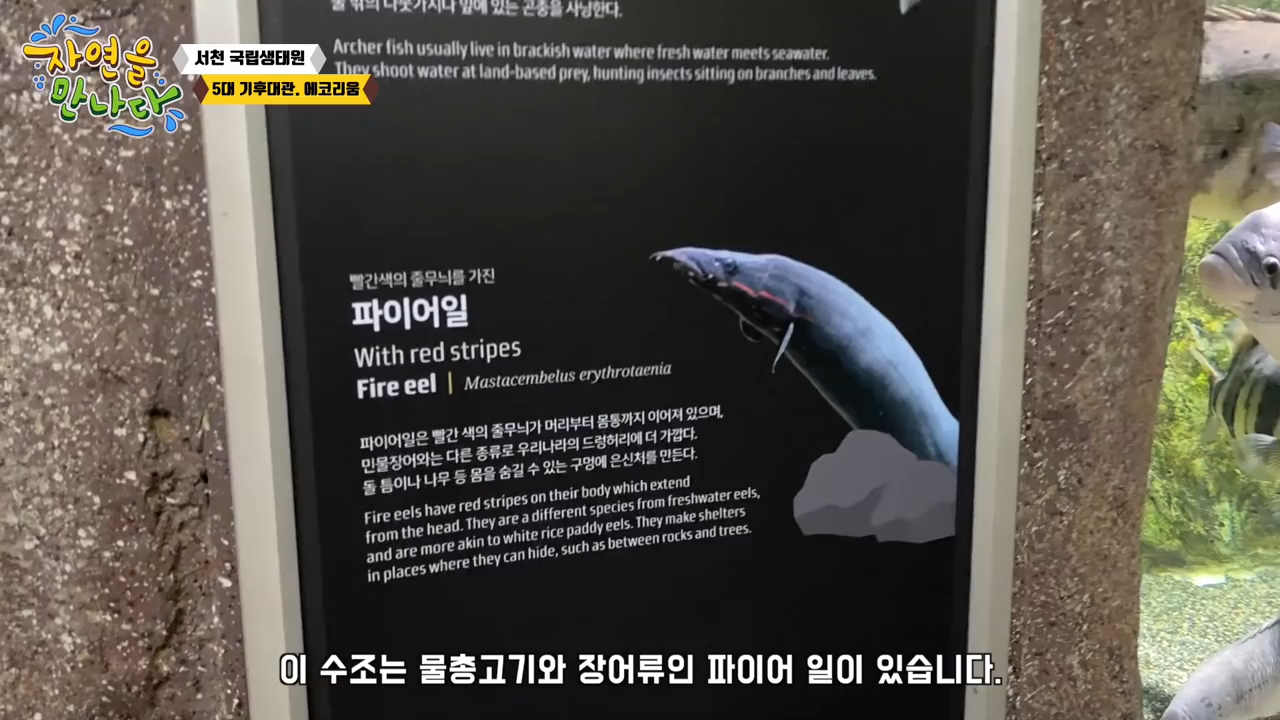 자연을
만나다
서천 국립생태원
5대 기후대관. 에코리움
물 밖의 나뭇가지나 잎에 있는 곤충을 사냥한다.
Archer fish usually live in brackish water where fresh water meets seawater.
They shoot water at land-based prey, hunting insects sitting on branches and leaves.
빨간색의 줄무늬를 가진
파이어일
With red stripes
Fire eel | Mastacembelus erythrotaenia
파이어일은 빨간 색의 줄무늬가 머리부터 몸통까지 이어져 있으며,
민물장어와는 다른 종류로 우리나라의 드렁허리에 더 가깝다.
돌 틈이나 나무 등 몸을 숨길 수 있는 구멍에 은신처를 만든다.
Fire eels have red stripes on their body which extend
from the head. They are a different species from freshwater eels,
and are more akin to white rice paddy eels. They make shelters
in places where they can hide, such as between rocks and trees.
이 수조는 물총고기와 장어류인 파이어 일이 있습니다.